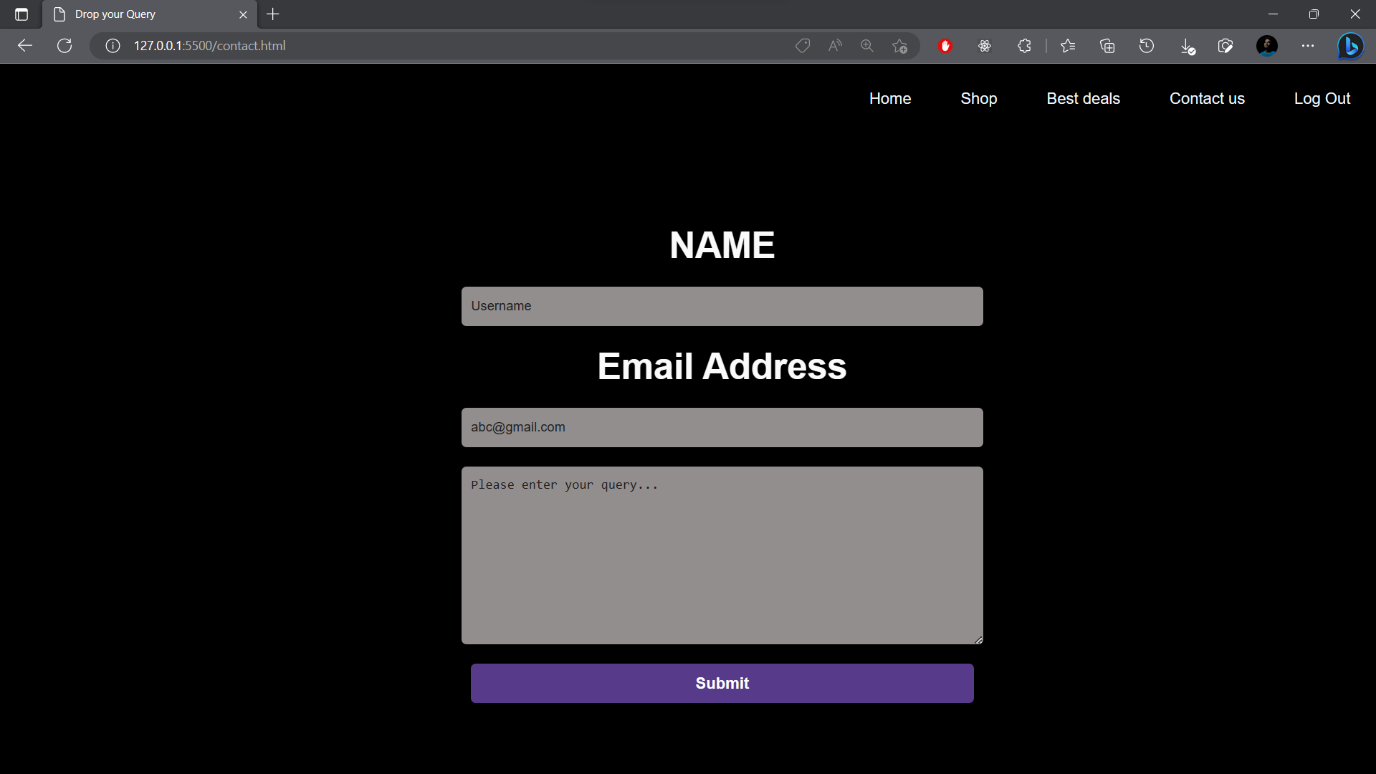 Drop your Query
127.0.0.1:5500/contact.html
Home Shop Best deals Contact us Log Out
NAME
Username
Email Address
abc@gmail.com
Please enter your query...
Submit